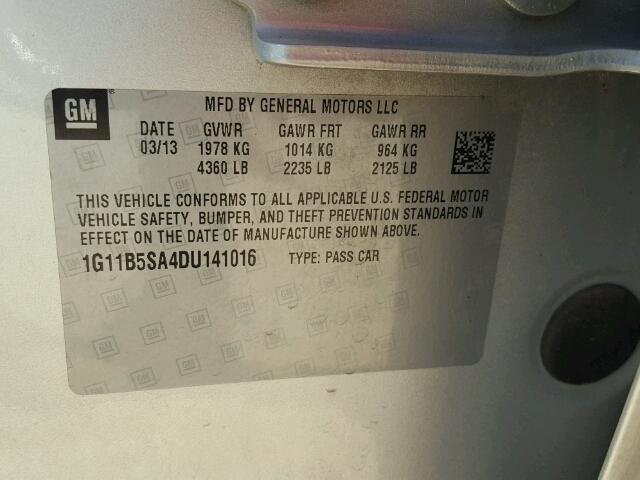 GM
MFD BY GENERAL MOTORS LLC
DATE GVWR GAWR FRT GAWR RR
03/13 1978 KG 1014 KG 964 KG
4360 LB 2235 LB 2125 LB
THIS VEHICLE CONFORMS TO ALL APPLICABLE U.S. FEDERAL MOTOR
VEHICLE SAFETY, BUMPER, AND THEFT PREVENTION STANDARDS IN
EFFECT ON THE DATE OF MANUFACTURE SHOWN ABOVE.
1G11B5SA4DU141016 TYPE: PASS CAR